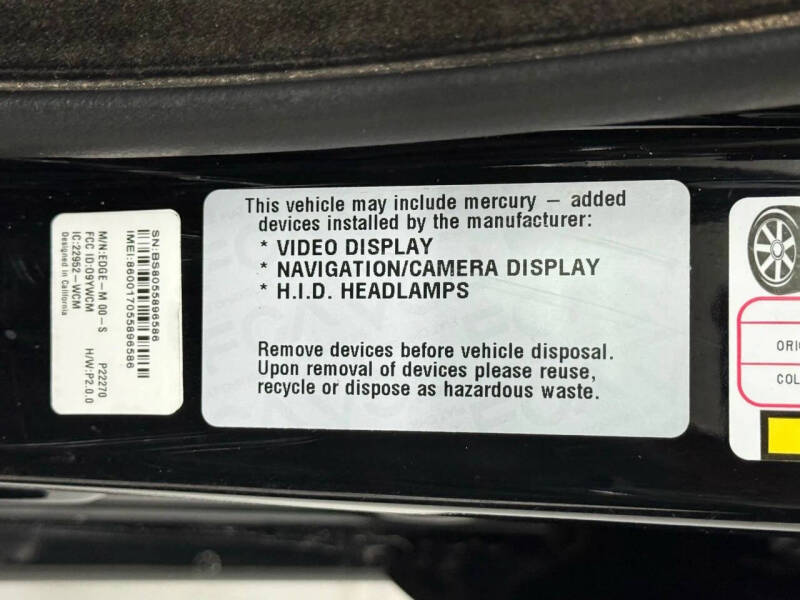 SN:BS8055896586
IMEI:860017055896586
M/N:EDGE-M 00-S P22270
FCC ID:O9YWCM H/W:P2.0.0
IC:22952-WCM
Designed in California
This vehicle may include mercury — added
devices installed by the manufacturer:
* VIDEO DISPLAY
* NAVIGATION/CAMERA DISPLAY
* H.I.D. HEADLAMPS
Remove devices before vehicle disposal.
Upon removal of devices please reuse,
recycle or dispose as hazardous waste.
ORIG
COL